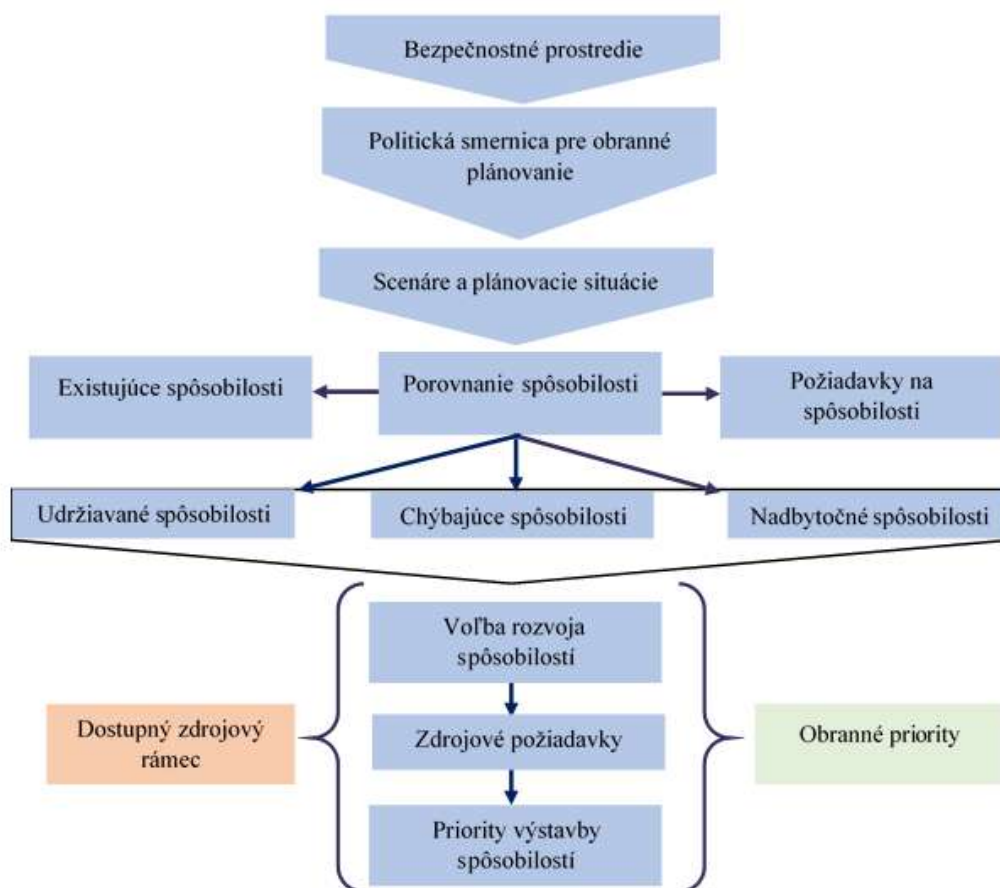 Bezpečnostné prostredie
Politická smernica pre obranné
plánovanie
Scenáre a plánovacie situácie
Existujúce spôsobilosti
Porovnanie spôsobilosti
Požiadavky na
spôsobilosti
Udržiavané spôsobilosti
Chýbajúce spôsobilosti
Nadbytočné spôsobilosti
Voľba rozvoja
spôsobilostí
Dostupný zdrojový
rámec
Zdrojové požiadavky
Obranné priority
Priority výstavby
spôsobilostí